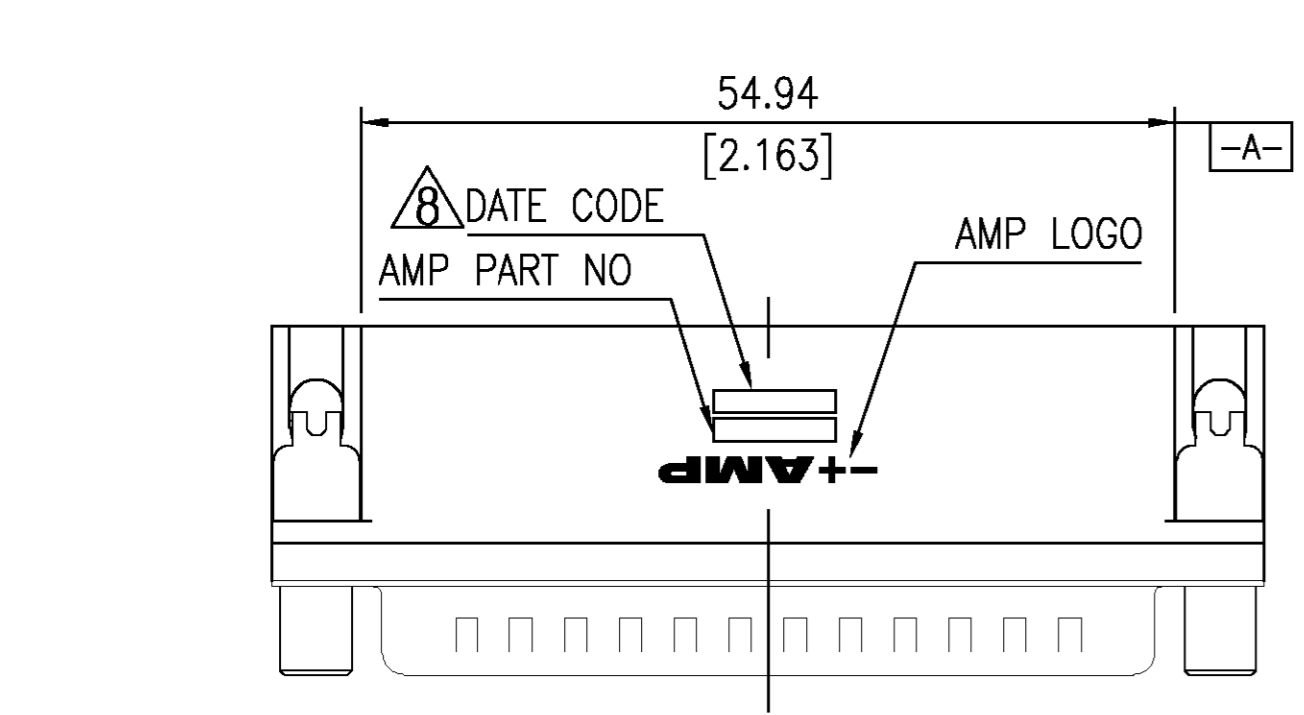 54.94
[2.163]
-A-
8 DATE CODE
AMP LOGO
AMP PART NO
AMP